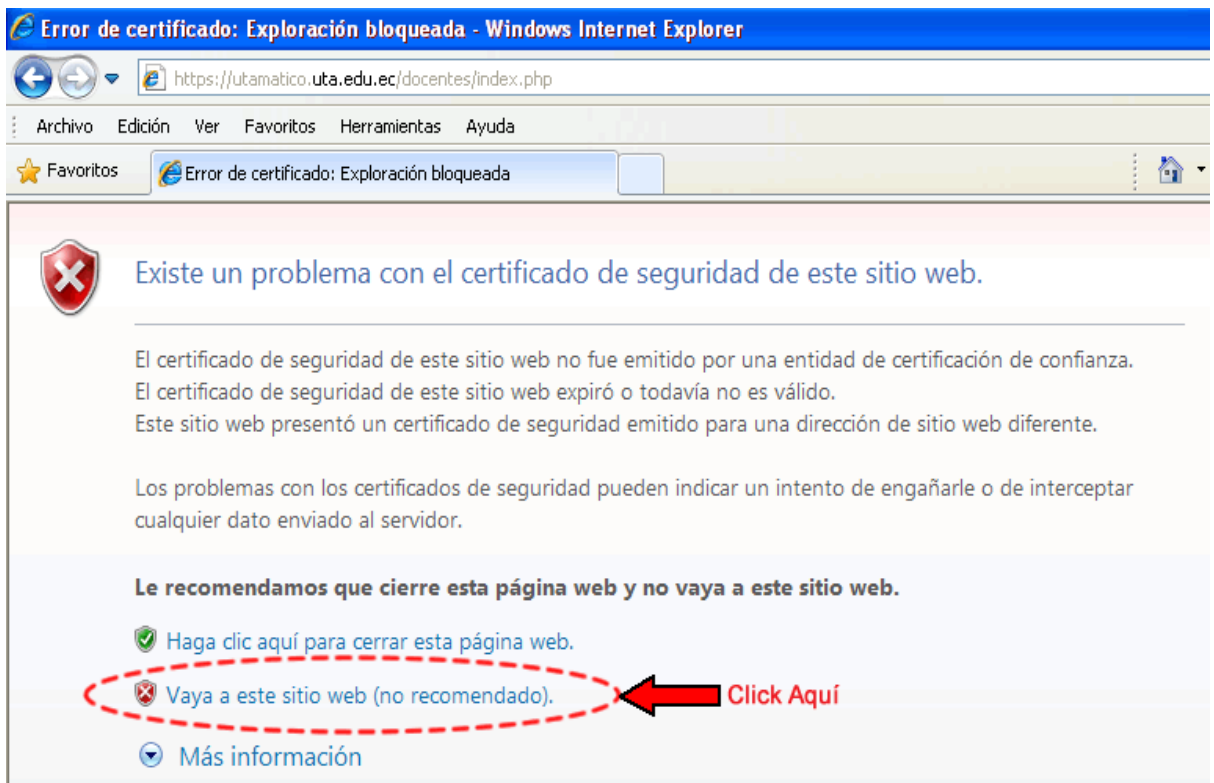 Error de certificado: Exploración bloqueada - Windows Internet Explorer
https://utamatico.uta.edu.ec/docentes/index.php
Archivo Edición Ver Favoritos Herramientas Ayuda
Favoritos Error de certificado: Exploración bloqueada
Existe un problema con el certificado de seguridad de este sitio web.
El certificado de seguridad de este sitio web no fue emitido por una entidad de certificación de confianza.
El certificado de seguridad de este sitio web expiró o todavía no es válido.
Este sitio web presentó un certificado de seguridad emitido para una dirección de sitio web diferente.
Los problemas con los certificados de seguridad pueden indicar un intento de engañarle o de interceptar
cualquier dato enviado al servidor.
Le recomendamos que cierre esta página web y no vaya a este sitio web.
Haga clic aquí para cerrar esta página web.
Vaya a este sitio web (no recomendado). Click Aquí
Más información